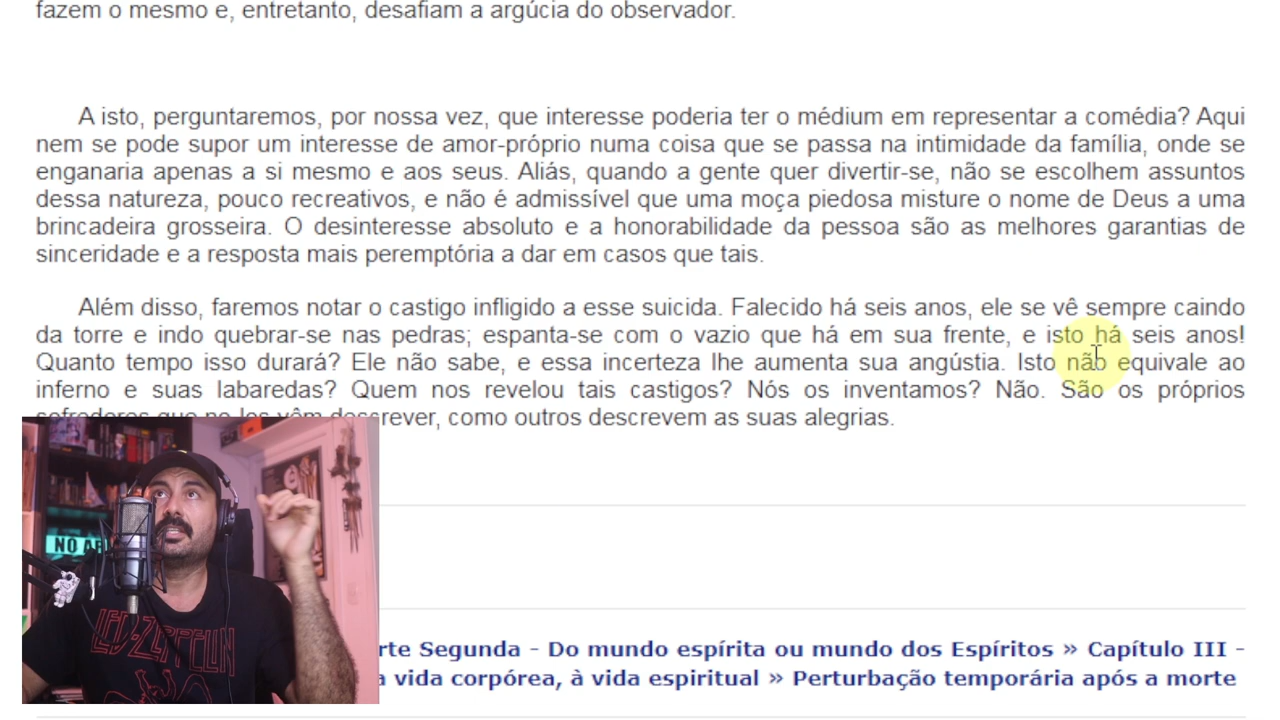 fazem o mesmo e, entretanto, desafiam a argúcia do observador.
A isto, perguntaremos, por nossa vez, que interesse poderia ter o médium em representar a comédia? Aqui
nem se pode supor um interesse de amor-próprio numa coisa que se passa na intimidade da família, onde se
enganaria apenas a si mesmo e aos seus. Aliás, quando a gente quer divertir-se, não se escolhem assuntos
dessa natureza, pouco recreativos, e não é admissível que uma moça piedosa misture o nome de Deus a uma
brincadeira grosseira. O desinteresse absoluto e a honorabilidade da pessoa são as melhores garantias de
sinceridade e a resposta mais peremptória a dar em casos que tais.
Além disso, faremos notar o castigo infligido a esse suicida. Falecido há seis anos, ele se vê sempre caindo
da torre e indo quebrar-se nas pedras; espanta-se com o vazio que há em sua frente, e isto há seis anos!
Quanto tempo isso durará? Ele não sabe, e essa incerteza lhe aumenta sua angústia. Isto não equivale ao
inferno e suas labaredas? Quem nos revelou tais castigos? Nós os inventamos? Não. São os próprios
sofredores que no-los vêm descrever, como outros descrevem as suas alegrias.
NO
LED-ZEPPELIN
rte Segunda - Do mundo espírita ou mundo dos Espíritos » Capítulo III -
a vida corpórea, à vida espiritual » Perturbação temporária após a morte